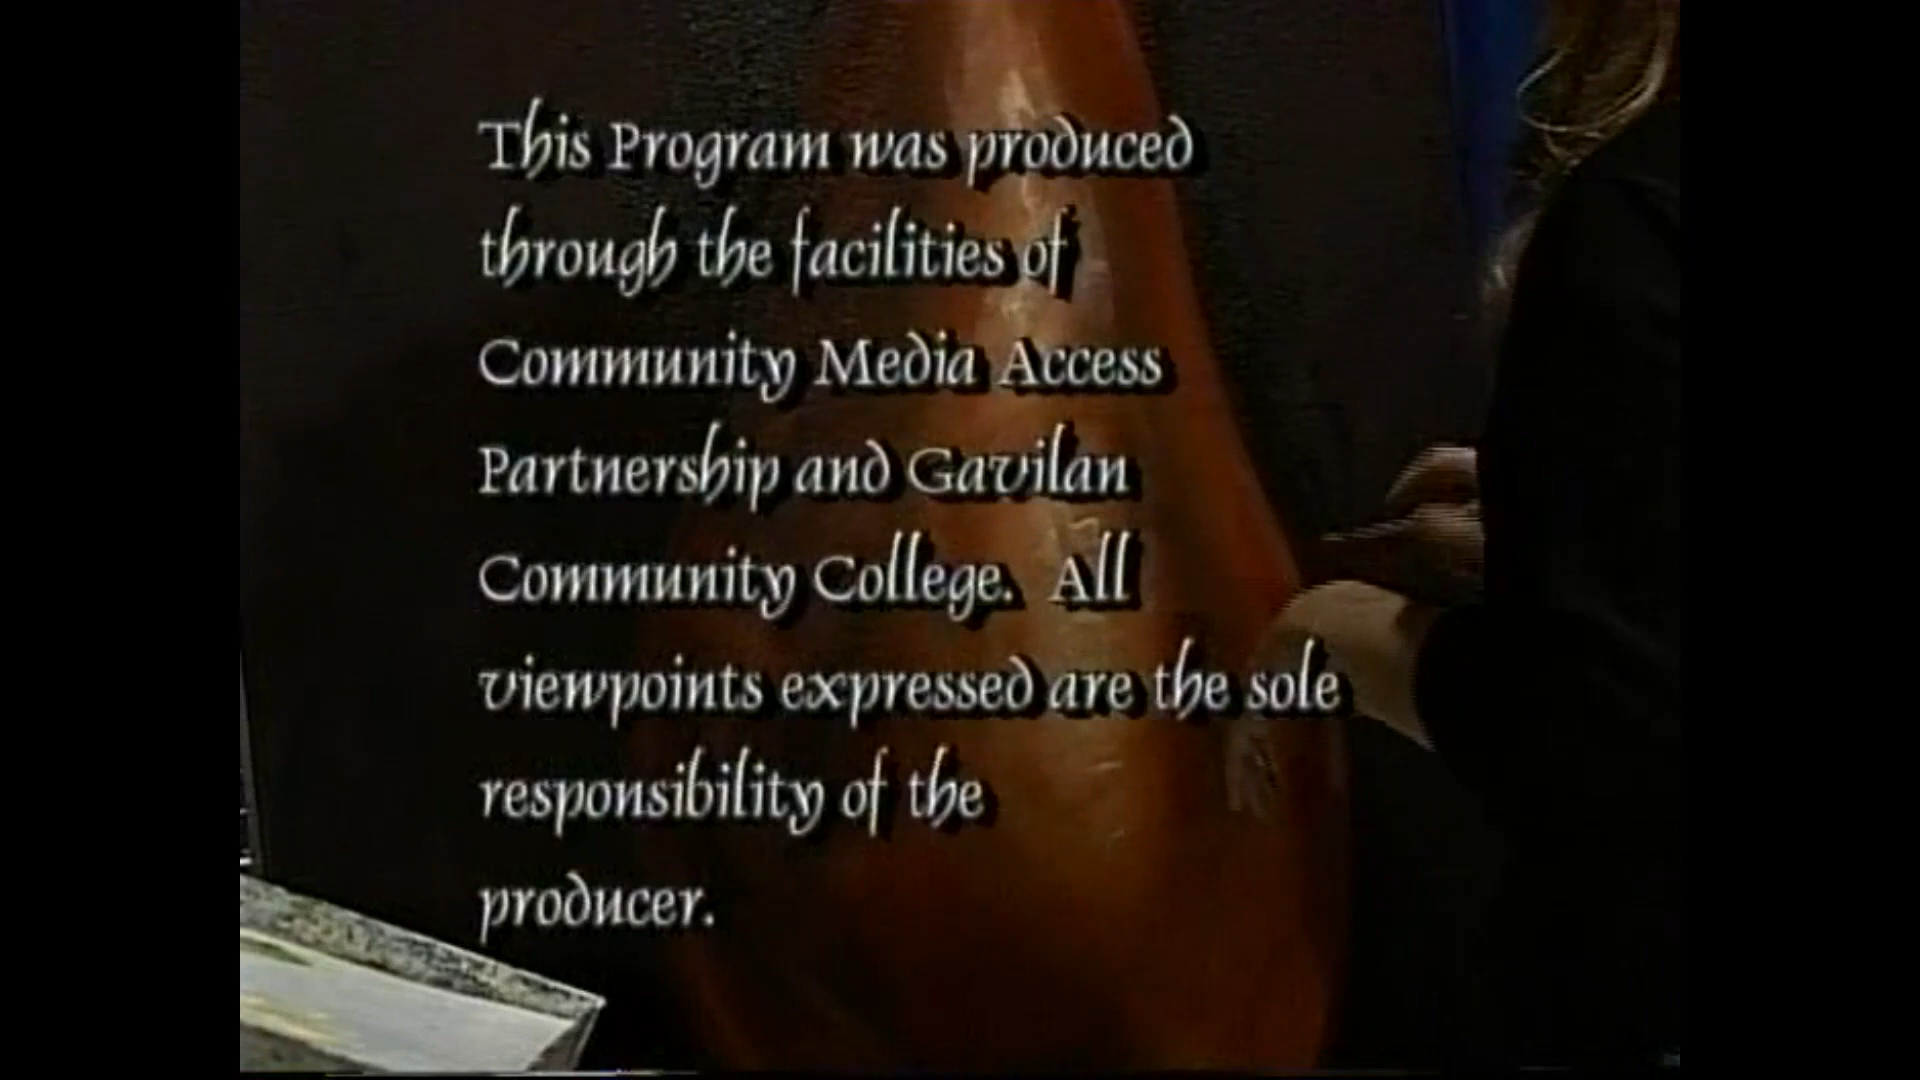 This Program was produced
through the facilities of
Community Media Access
Partnership and Gavilan
Community College.  All
viewpoints expressed are the sole
responsibility of the
producer.